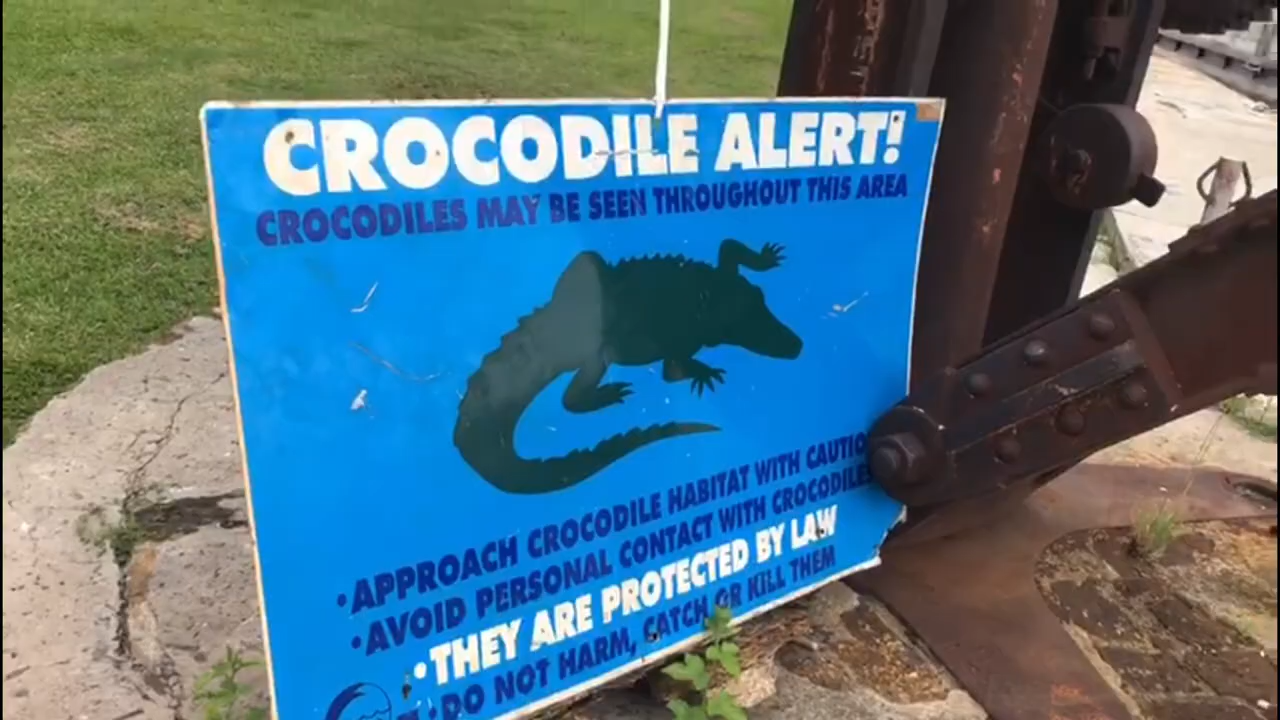 CROCODILE ALERT!
CROCODILES MAY BE SEEN THROUGHOUT THIS AREA
•APPROACH CROCODILE HABITAT WITH CAUTIO
•AVOID PERSONAL CONTACT WITH CROCODILES
•THEY ARE PROTECTED BY LAW
•DO NOT HARM, CATCH OR KILL THEM